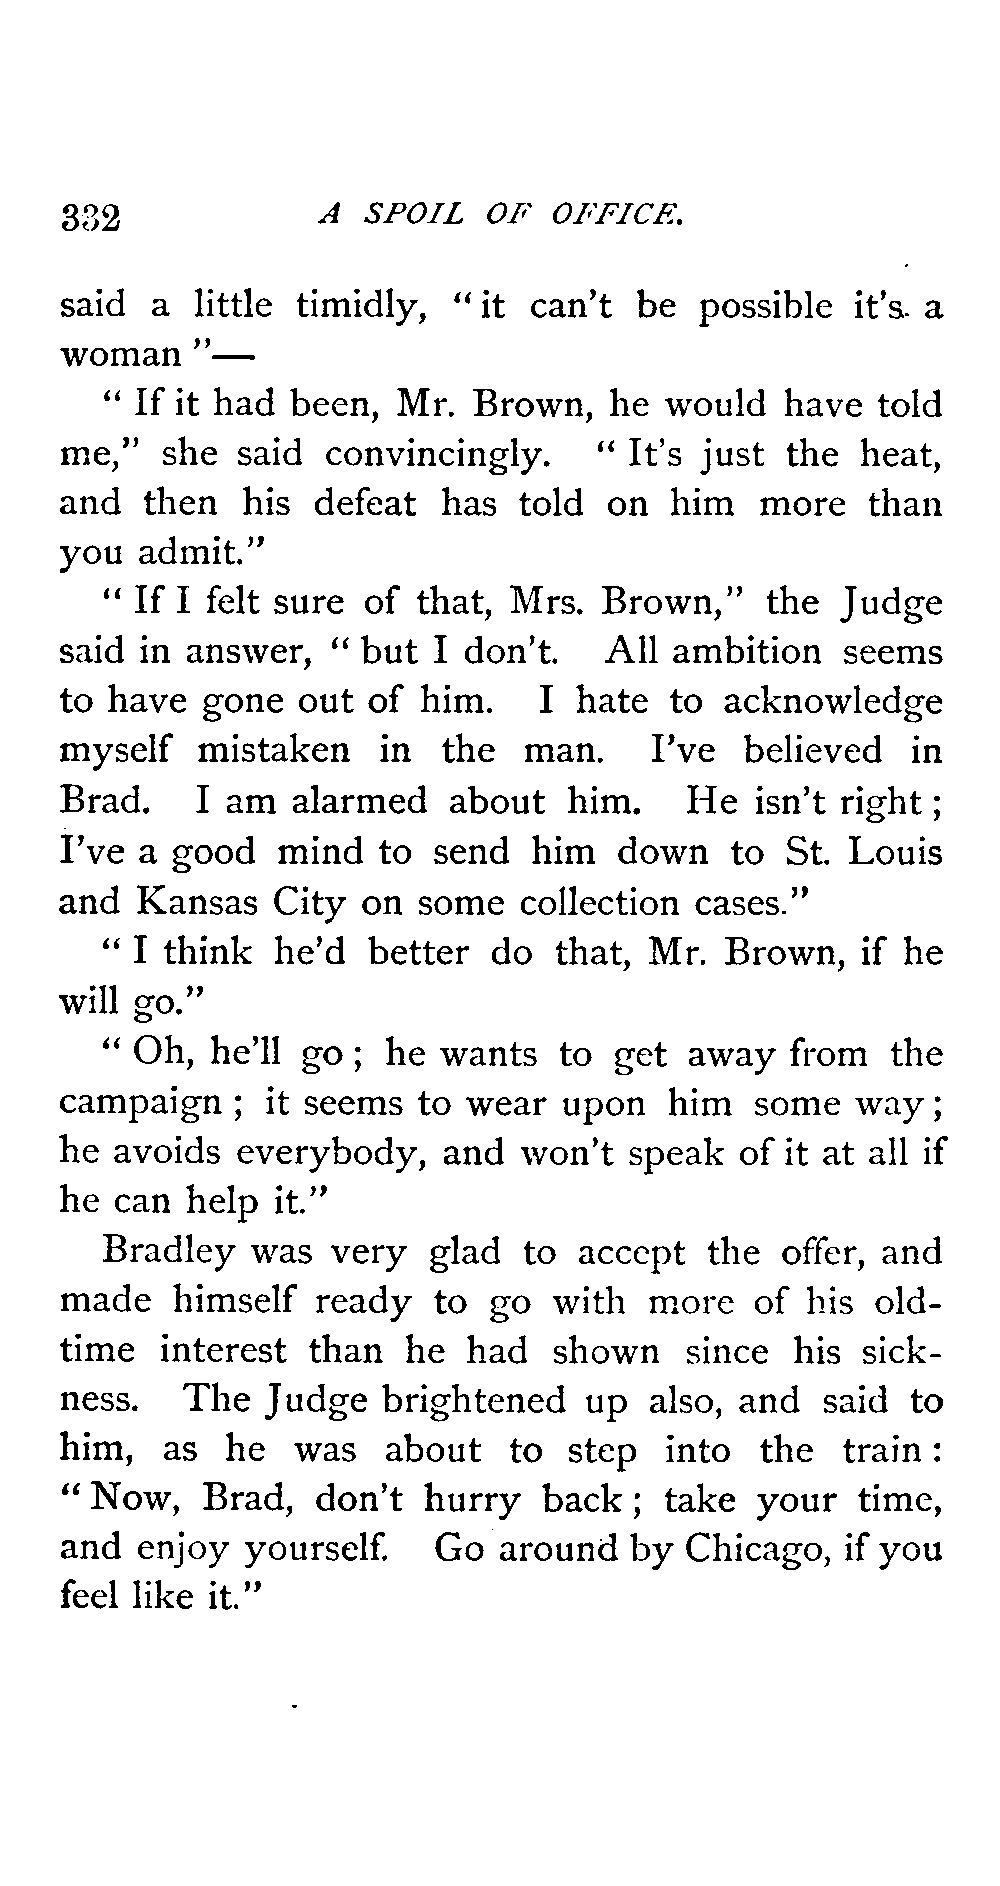 332 A SPOIL OF OFFICE.
said a little timidly, "it can't be possible it's a
woman"—
"If it had been, Mr. Brown, he would have told
me," she said convincingly. "It's just the heat,
and then his defeat has told on him more than
you admit."
"If I felt sure of that, Mrs. Brown," the Judge
said in answer, "but I don't. All ambition seems
to have gone out of him. I hate to acknowledge
myself mistaken in the man. I've believed in
Brad. I am alarmed about him. He isn't right;
I've a good mind to send him down to St. Louis
and Kansas City on some collection cases."
"I think he'd better do that, Mr. Brown, if he
will go."
"Oh, he'll go; he wants to get away from the
campaign; it seems to wear upon him some way;
he avoids everybody, and won't speak of it at all if
he can help it."
Bradley was very glad to accept the offer, and
made himself ready to go with more of his old-
time interest than he had shown since his sick-
ness. The Judge brightened up also, and said to
him, as he was about to step into the train:
"Now, Brad, don't hurry back; take your time,
and enjoy yourself. Go around by Chicago, if you
feel like it."